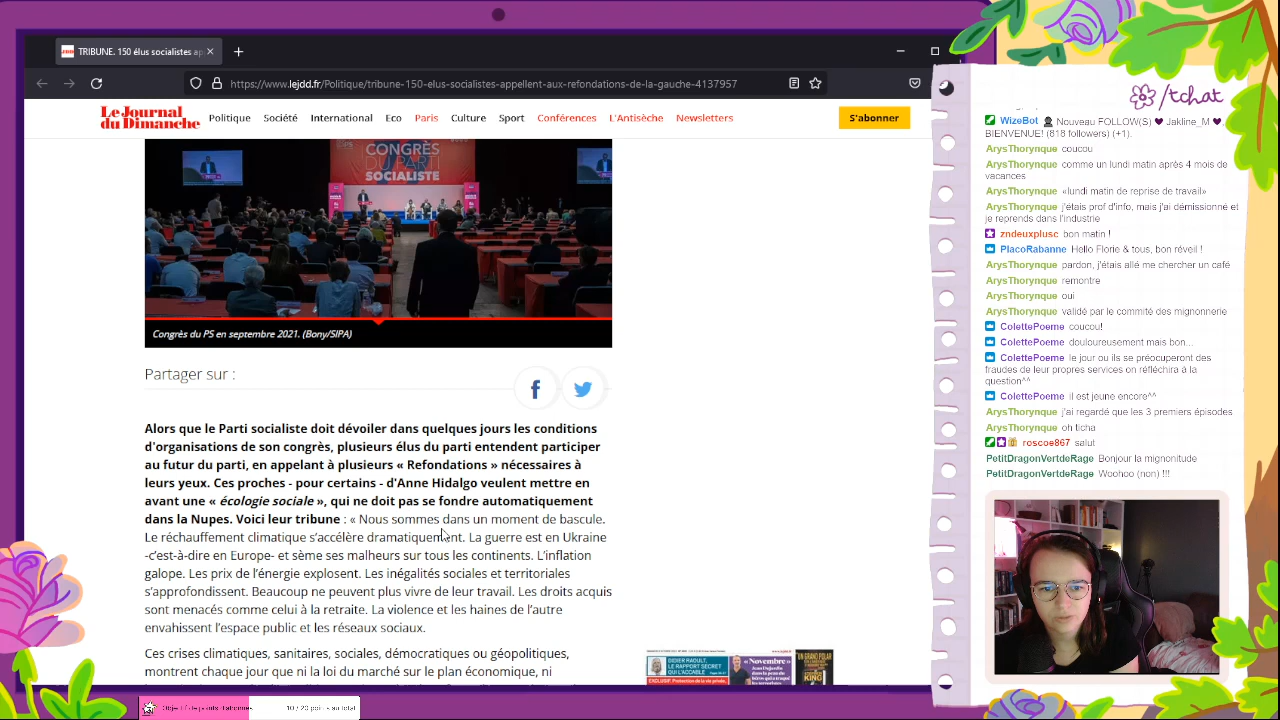 TRIBUNE. 150 élus socialistes ap
https://www.lejdd.fr/Politique/tribune-150-elus-socialistes-appellent-aux-refondations-de-la-gauche-4137957
Le Journal
du Dimanche
Politique Société International Eco Paris Culture Sport Conférences L'Antisèche Newsletters
S'abonner
CONGRÈS
DU PARTI
SOCIALISTE
Congrès du PS en septembre 2021. (Bony/SIPA)
Partager sur :
Alors que le Parti socialiste doit dévoiler dans quelques jours les conditions
d'organisations de son congrès, plusieurs élus du parti entendent participer
au futur du parti, en appelant à plusieurs « Refondations » nécessaires à
leurs yeux. Ces proches - pour certain - d'Anne Hidalgo veulent mettre en
avant une « écologie sociale », qui ne doit pas se fondre automatiquement
dans la Nupes. Voici leur tribune : « Nous sommes dans un moment de bascule.
Le réchauffement climatique s'accélère dramatiquement. La guerre est en Ukraine
-c'est-à-dire en Europe- et sème ses malheurs sur tous les continents. L'inflation
galope. Les prix de l'énergie explosent. Les inégalités sociales et territoriales
s'approfondissent. Beaucoup ne peuvent plus vivre de leur travail. Les droits acquis
sont menacés comme celui à la retraite. La violence et les haines de l'autre
envahissent l'espace public et les réseaux sociaux.
Ces crises climatiques, sanitaires, sociales, démocratiques ou géopolitiques,
montrent chaque jour que ni la loi du marché sur le plan économique, ni
DIDIER RAOULT,
LE RAPPORT SECRET
QUI L'ACCABLE
« Novembre »
UN GRAND POLAR
KING
/tchat
WizeBot Nouveau FOLLOW(S) ♥ Jakline_M ♥
BIENVENUE! (818 followers) (+1).
ArysThorynque coucou
ArysThorynque comme un lundi matin après 4 mois de
vacances
ArysThorynque «lundi matin de reprise de travail»
ArysThorynque j'étais prof d'info, mais j'ai démissionné et
je reprends dans l'industrie
zndeuxplusc bon matin !
PlacoRabanne Hello Florie & tous, bon réveil !
ArysThorynque pardon, j'étais allé me chercher un café
ArysThorynque remontre
ArysThorynque oui
ArysThorynque validé par le commité des mignonnerie
ColettePoeme coucou!
ColettePoeme douloureusement mais bon...
ColettePoeme le jour ou ils se préocuperont des
fraudes de leur propres services on réfléchira à la
question^^
ColettePoeme il est jeune encore^^
ArysThorynque j'ai regardé que les 3 premiers épisodes
ArysThorynque oh ticha
roscoe867 salut
PetitDragonVertdeRage Bonjour la mignonitude
PetitDragonVertdeRage Woohoo (non) !!!